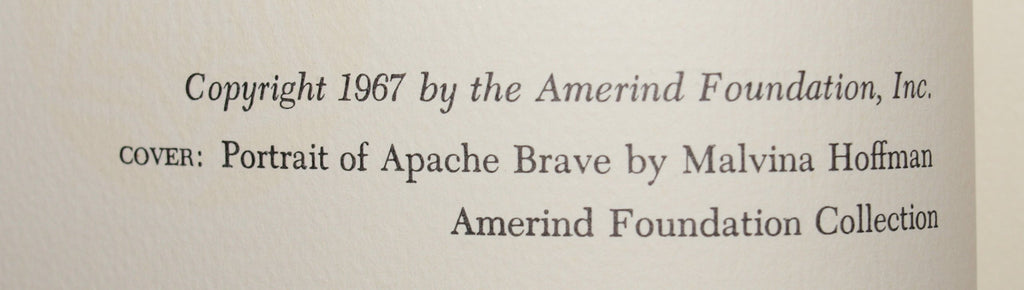 Copyright 1967 by the Amerind Foundation, Inc.
COVER: Portrait of Apache Brave by Malvina Hoffman
Amerind Foundation Collection